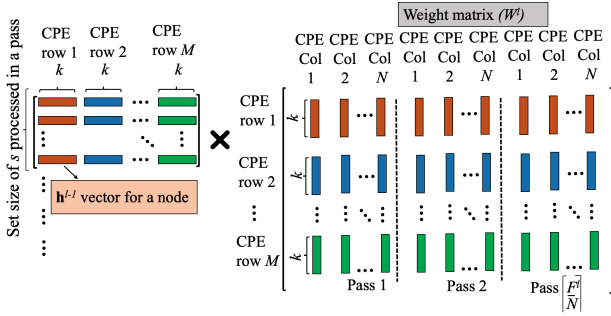 Weight matrix (Wˡ)
CPE row 1 k
CPE row 2 k
CPE row M k
Set size of s processed in a pass
h^{l-1} vector for a node
CPE Col 1
CPE Col 2
CPE Col N
CPE Col 1
CPE Col 2
CPE Col N
CPE Col 1
CPE Col 2
CPE Col N
CPE row 1
k
CPE row 2
k
CPE row M
k
Pass 1
Pass 2
Pass ⌈Fˡ/N⌉